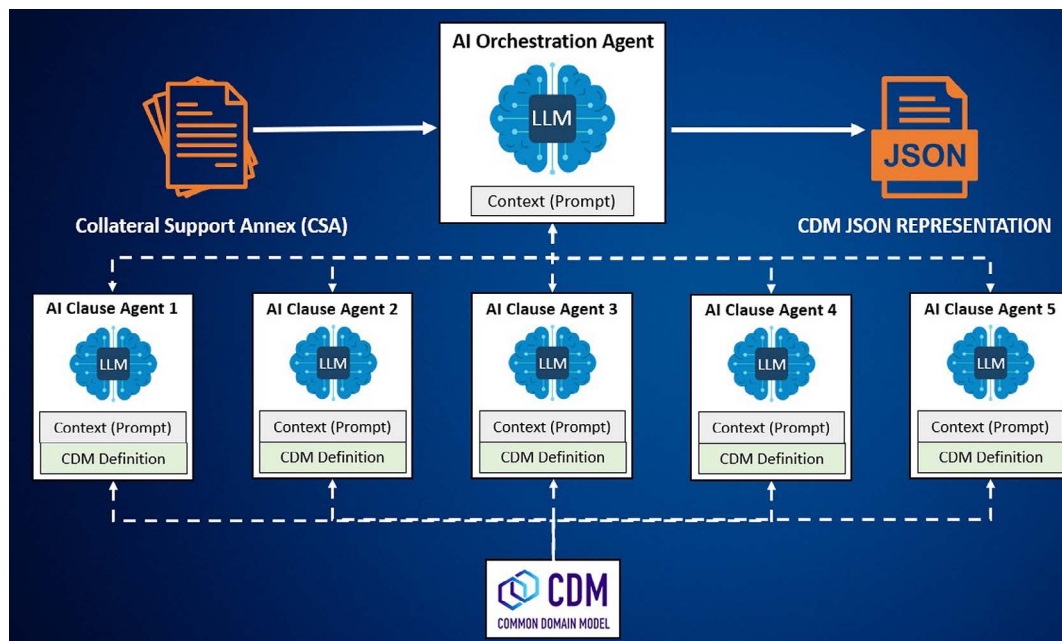 AI Orchestration Agent
LLM
Context (Prompt)
Collateral Support Annex (CSA)
JSON
CDM JSON REPRESENTATION
AI Clause Agent 1
LLM
Context (Prompt)
CDM Definition
AI Clause Agent 2
LLM
Context (Prompt)
CDM Definition
AI Clause Agent 3
LLM
Context (Prompt)
CDM Definition
AI Clause Agent 4
LLM
Context (Prompt)
CDM Definition
AI Clause Agent 5
LLM
Context (Prompt)
CDM Definition
CDM
COMMON DOMAIN MODEL